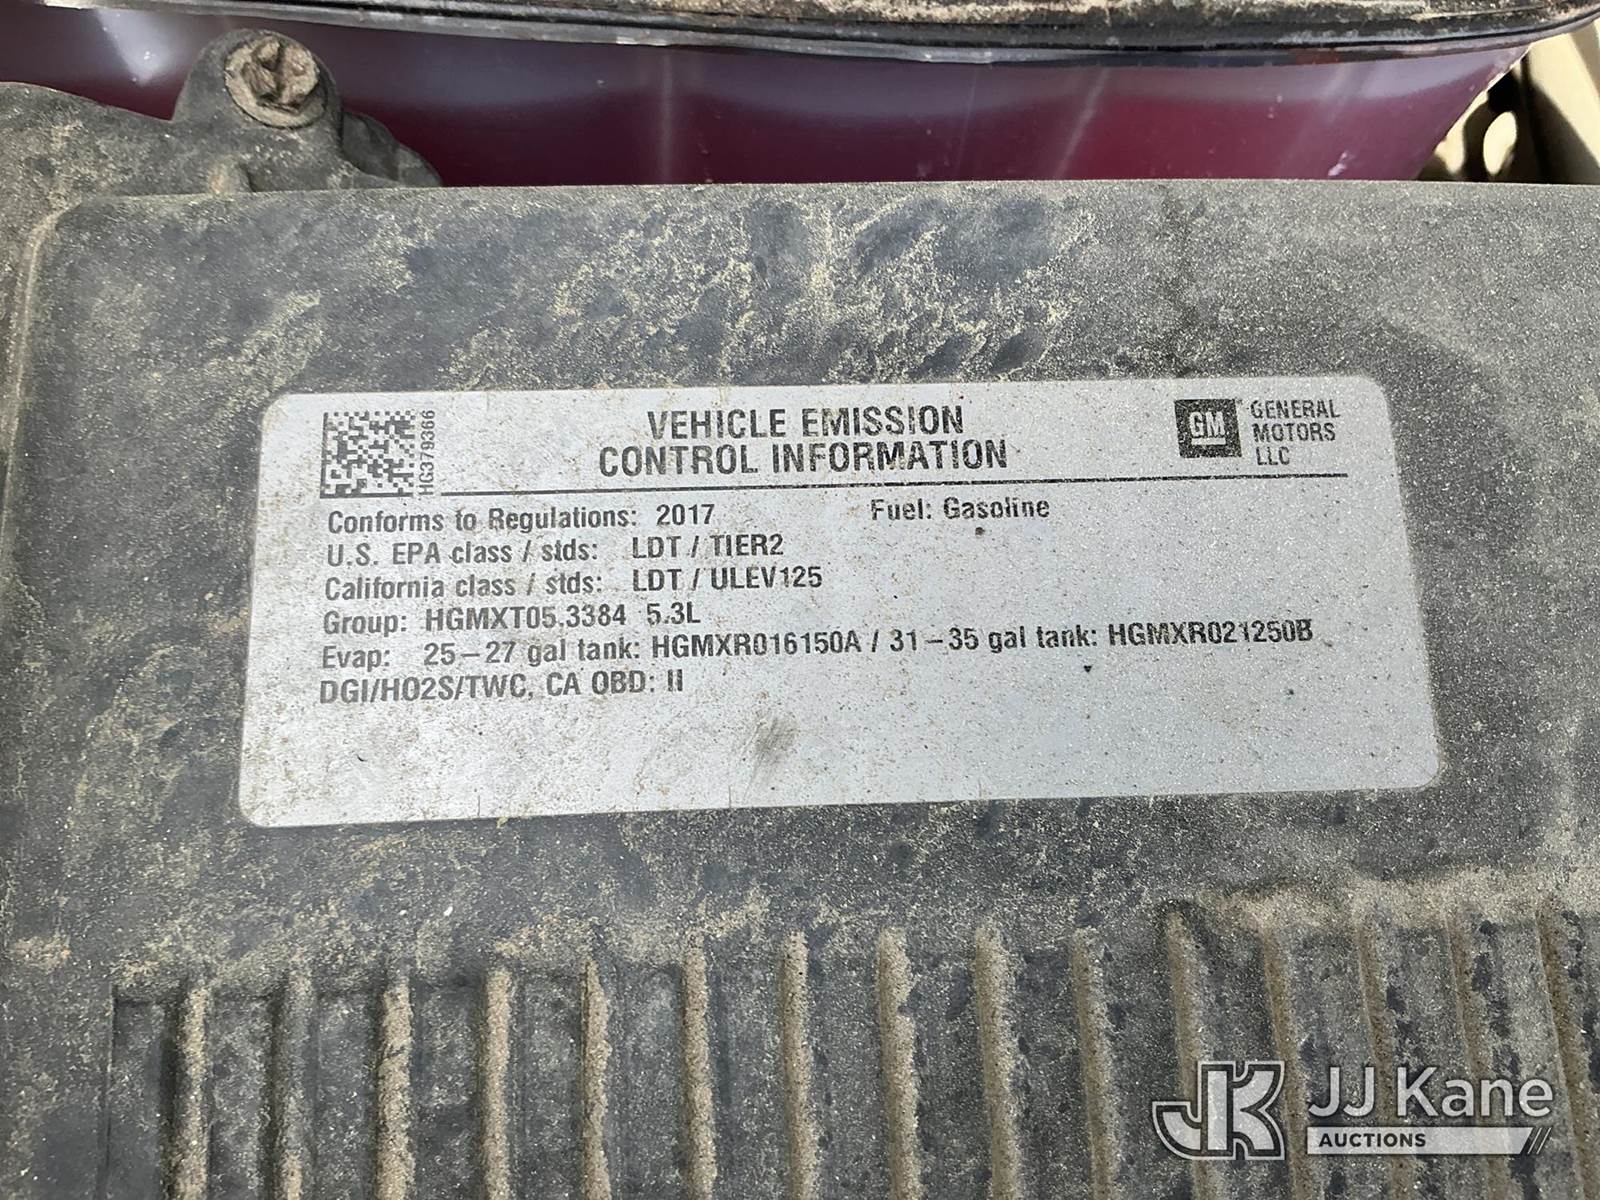 HG379366
VEHICLE EMISSION
CONTROL INFORMATION
GM
GENERAL
MOTORS
LLC
Conforms to Regulations: 2017 Fuel: Gasoline
U.S. EPA class / stds: LDT / TIER2
California class / stds: LDT / ULEV125
Group: HGMXT05.3384 5.3L
Evap: 25-27 gal tank: HGMXR016150A / 31-35 gal tank: HGMXR021250B
DGI/HO2S/TWC, CA OBD: II
JK JJ Kane
AUCTIONS